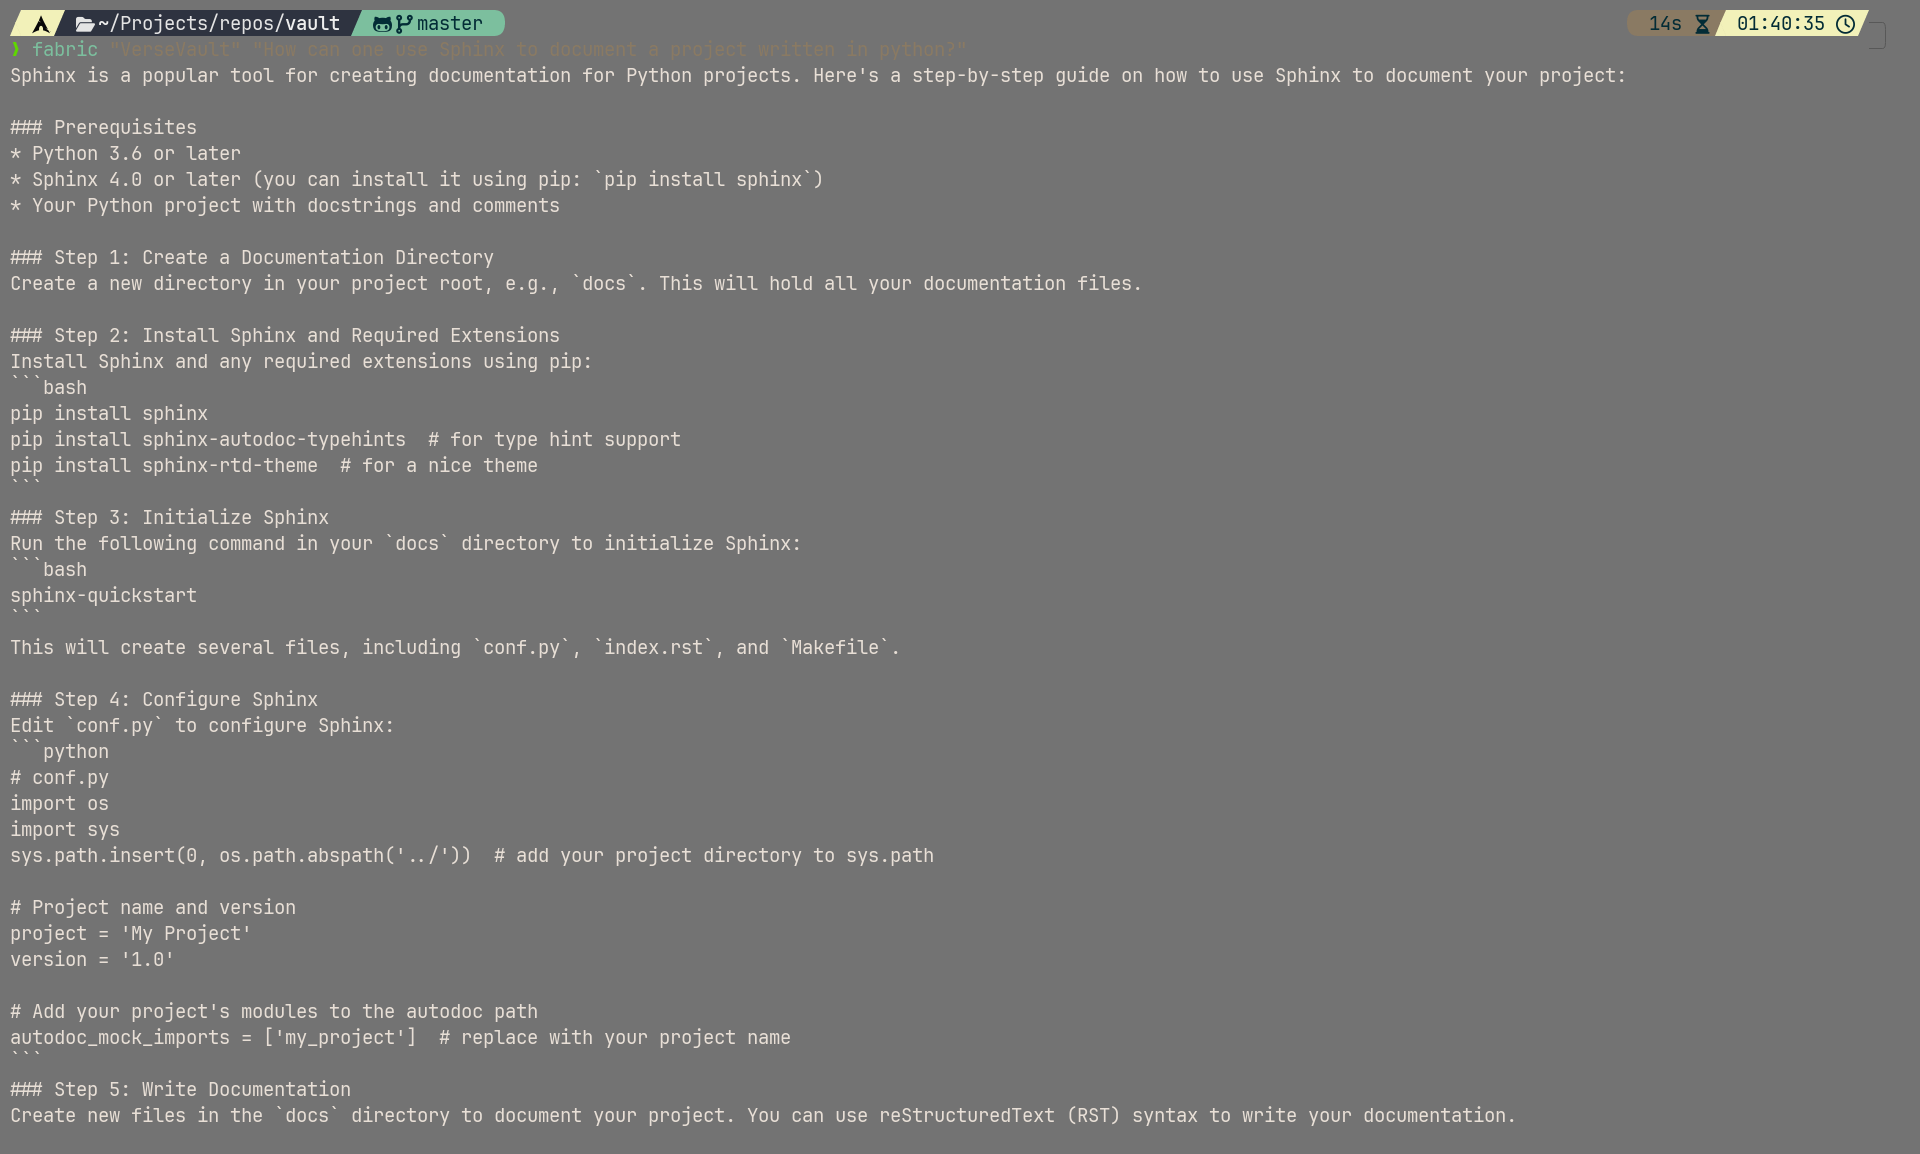 ~/Projects/repos/vault master 14s 01:40:35
❯ fabric "VerseVault" "How can one use Sphinx to document a project written in python?"
Sphinx is a popular tool for creating documentation for Python projects. Here's a step-by-step guide on how to use Sphinx to document your project:
### Prerequisites
* Python 3.6 or later
* Sphinx 4.0 or later (you can install it using pip: `pip install sphinx`)
* Your Python project with docstrings and comments
### Step 1: Create a Documentation Directory
Create a new directory in your project root, e.g., `docs`. This will hold all your documentation files.
### Step 2: Install Sphinx and Required Extensions
Install Sphinx and any required extensions using pip:
```bash
pip install sphinx
pip install sphinx-autodoc-typehints  # for type hint support
pip install sphinx-rtd-theme  # for a nice theme
```
### Step 3: Initialize Sphinx
Run the following command in your `docs` directory to initialize Sphinx:
```bash
sphinx-quickstart
```
This will create several files, including `conf.py`, `index.rst`, and `Makefile`.
### Step 4: Configure Sphinx
Edit `conf.py` to configure Sphinx:
```python
# conf.py
import os
import sys
sys.path.insert(0, os.path.abspath('../'))  # add your project directory to sys.path
# Project name and version
project = 'My Project'
version = '1.0'
# Add your project's modules to the autodoc path
autodoc_mock_imports = ['my_project']  # replace with your project name
```
### Step 5: Write Documentation
Create new files in the `docs` directory to document your project. You can use reStructuredText (RST) syntax to write your documentation.